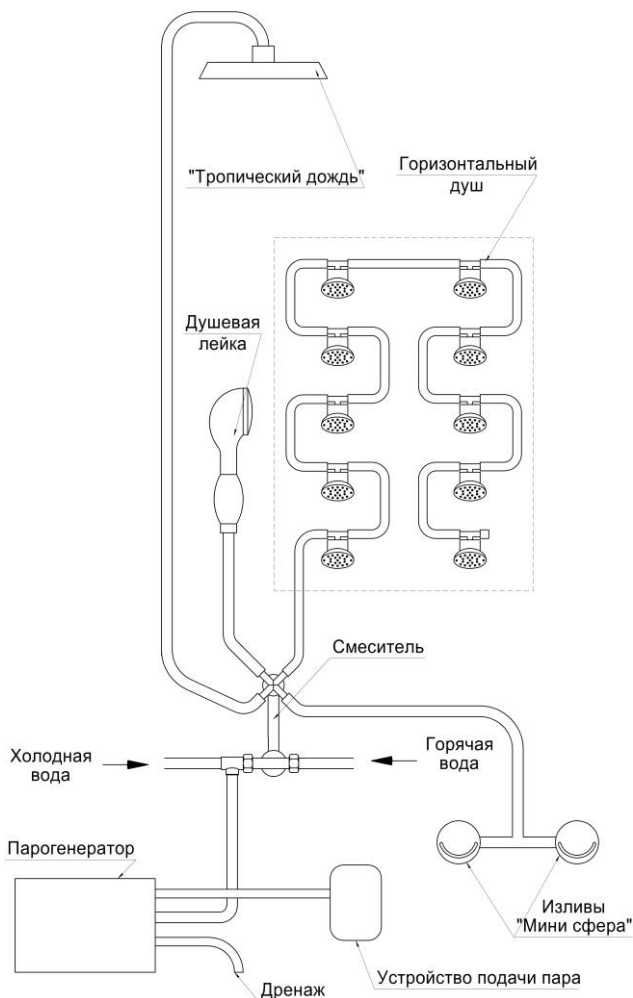 "Тропический дождь"
Горизонтальный
душ
Душевая
лейка
Смеситель
Холодная
вода
Горячая
вода
Парогенератор
Изливы
"Мини сфера"
Устройство подачи пара
Дренаж